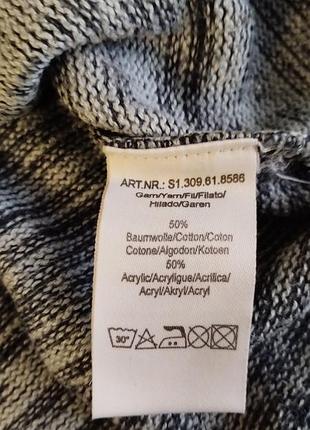 ART.NR.: S1.309.61.8586
Garn/Yarn/Fil/Filato/
Hilado/Garen
50%
Baumwolle/Cotton/Coton
Cotone/Algodon/Kotoen
50%
Acrylic/Acryligue/Acrilica/
Acryl/Akryl/Acryl
30°